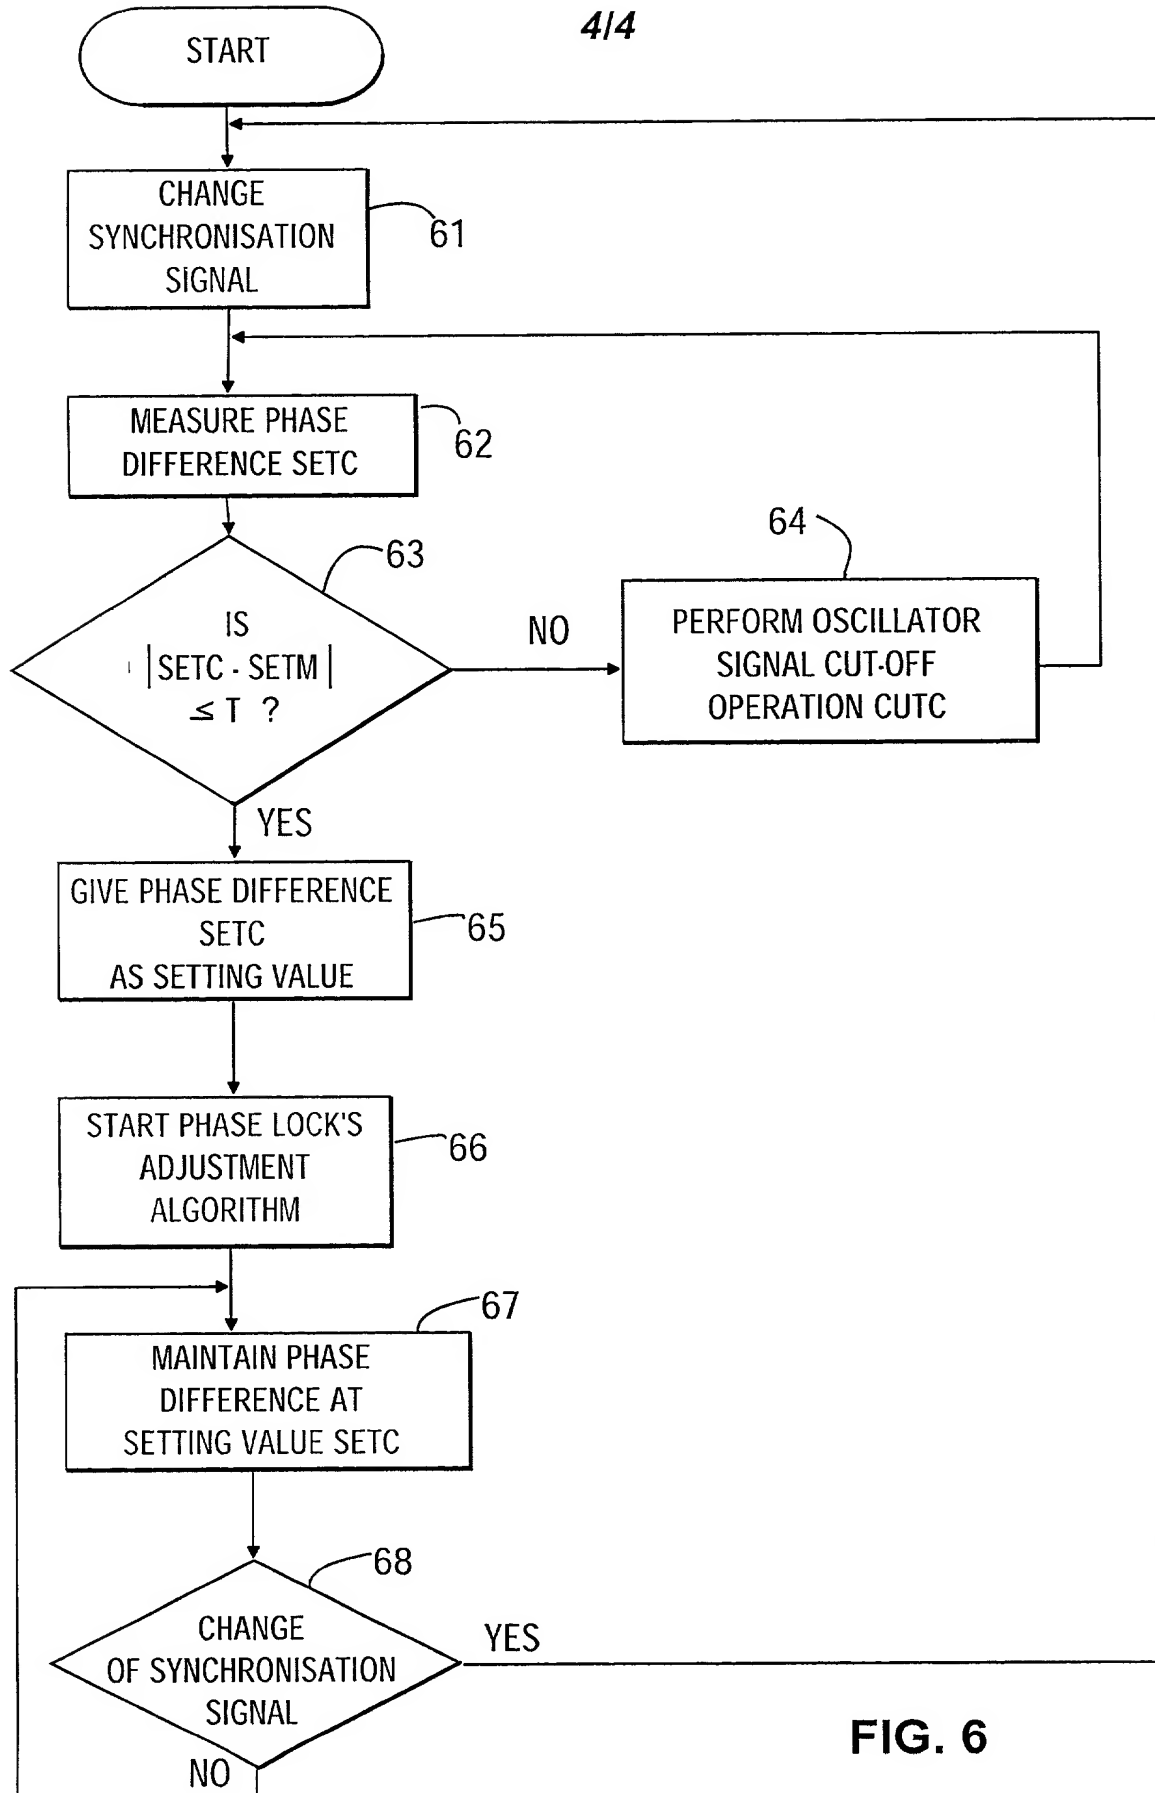 4/4
START
CHANGE
SYNCHRONISATION
SIGNAL
61
MEASURE PHASE
DIFFERENCE SETC
62
63
IS
|SETC - SETM|
≤ T ?
NO
64
PERFORM OSCILLATOR
SIGNAL CUT-OFF
OPERATION CUTC
YES
GIVE PHASE DIFFERENCE
SETC
AS SETTING VALUE
65
START PHASE LOCK'S
ADJUSTMENT
ALGORITHM
66
67
MAINTAIN PHASE
DIFFERENCE AT
SETTING VALUE SETC
68
CHANGE
OF SYNCHRONISATION
SIGNAL
YES
NO
FIG. 6